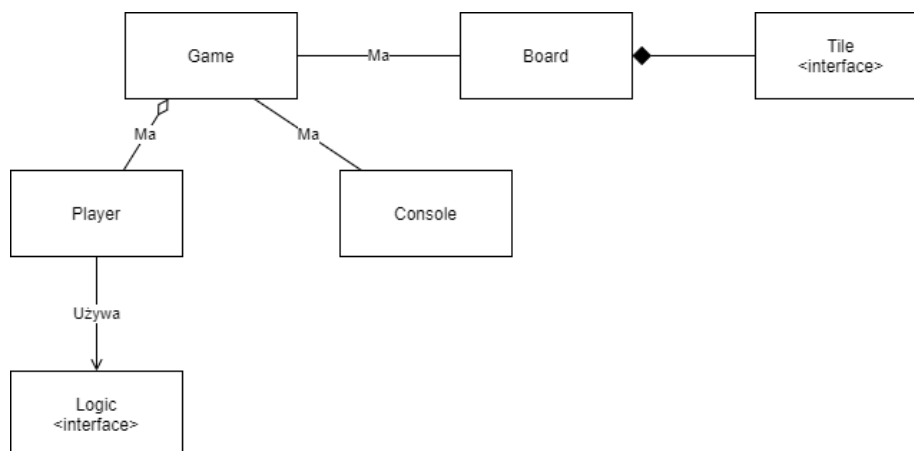 Game
Ma
Board
Tile
<interface>
Ma
Ma
Player
Console
Używa
Logic
<interface>